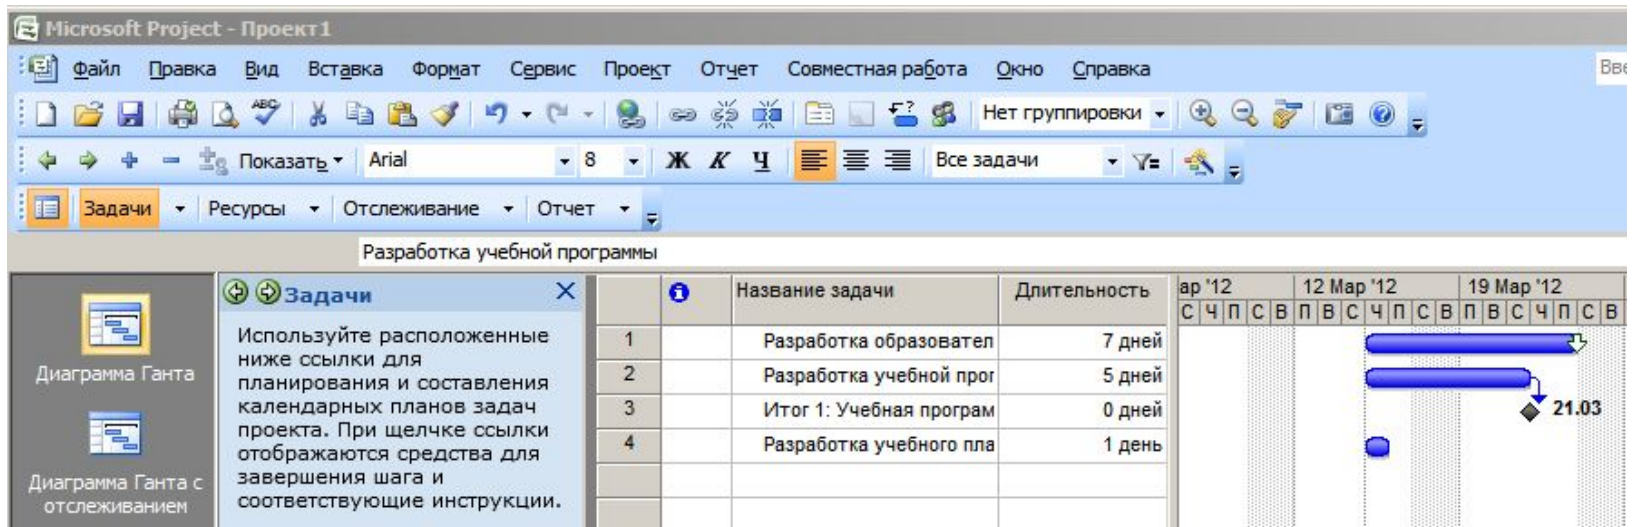 Microsoft Project - Проект1
Файл Правка Вид Вставка Формат Сервис Проект Отчет Совместная работа Окно Справка Вве
ABC Нет группировки
Показать Arial 8 Ж К Ч Все задачи
Задачи Ресурсы Отслеживание Отчет
Разработка учебной программы
Задачи
Используйте расположенные
ниже ссылки для
планирования и составления
календарных планов задач
проекта. При щелчке ссылки
отображаются средства для
завершения шага и
соответствующие инструкции.
Диаграмма Ганта
Диаграмма Ганта с
отслеживанием
Название задачи Длительность ар '12 12 Мар '12 19 Мар '12
С Ч П С В П В С Ч П С В П В С Ч П С В
1 Разработка образовател 7 дней
2 Разработка учебной прог 5 дней
3 Итог 1: Учебная програм 0 дней 21.03
4 Разработка учебного пла 1 день